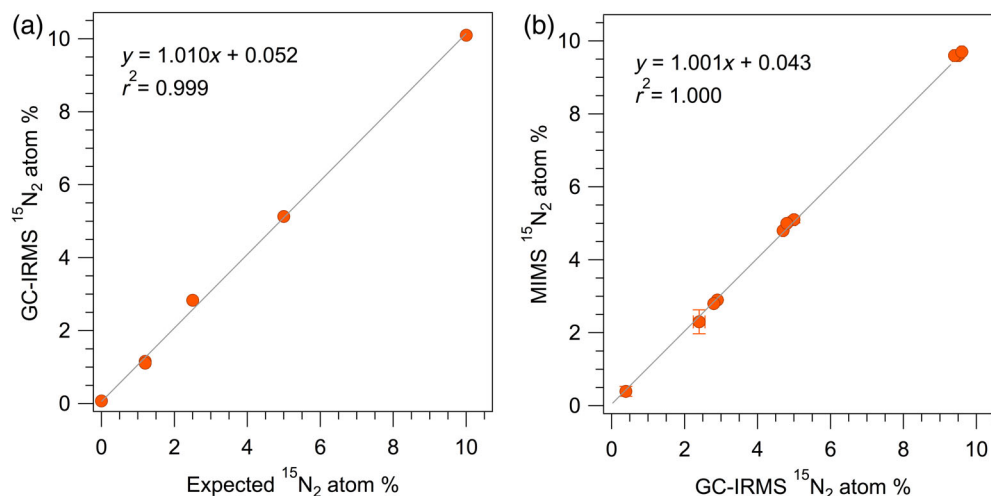 (a)
y = 1.010x + 0.052
r² = 0.999
10
8
6
4
2
0
GC-IRMS ¹⁵N₂ atom %
0 2 4 6 8 10
Expected ¹⁵N₂ atom %
(b)
y = 1.001x + 0.043
r² = 1.000
10
8
6
4
2
0
MIMS ¹⁵N₂ atom %
0 2 4 6 8 10
GC-IRMS ¹⁵N₂ atom %